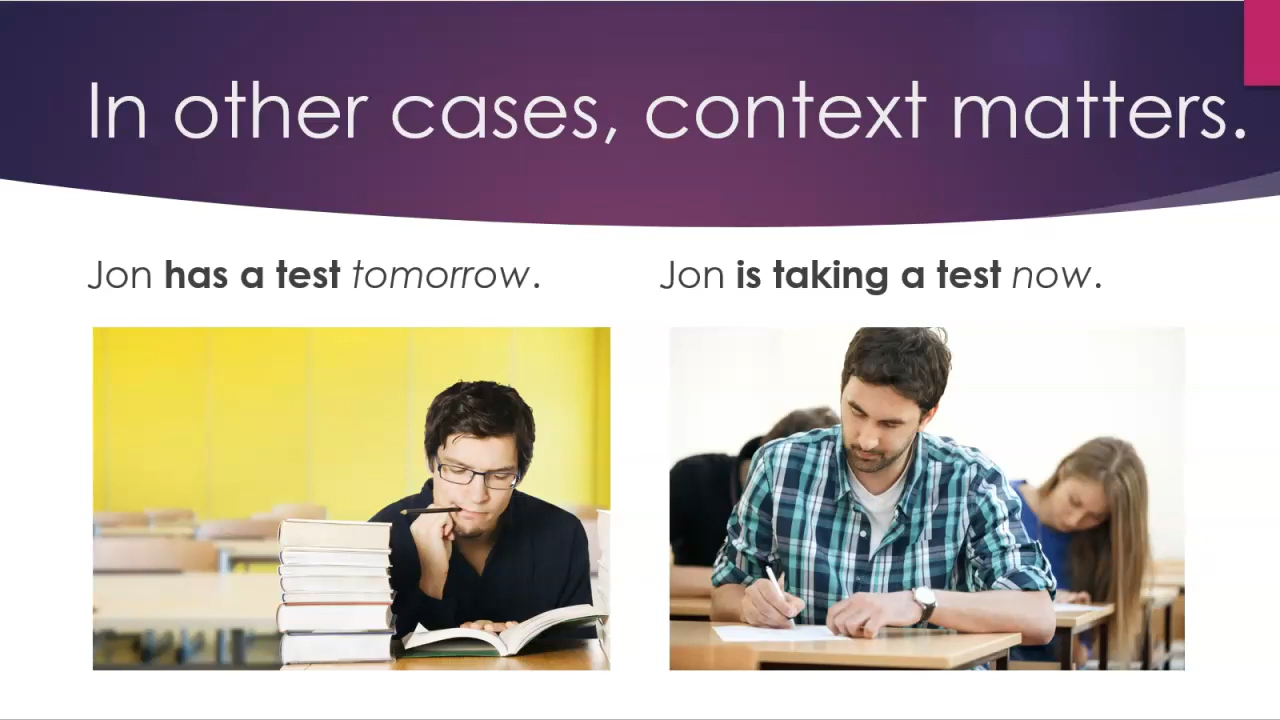 In other cases, context matters.
Jon has a test tomorrow.
Jon is taking a test now.